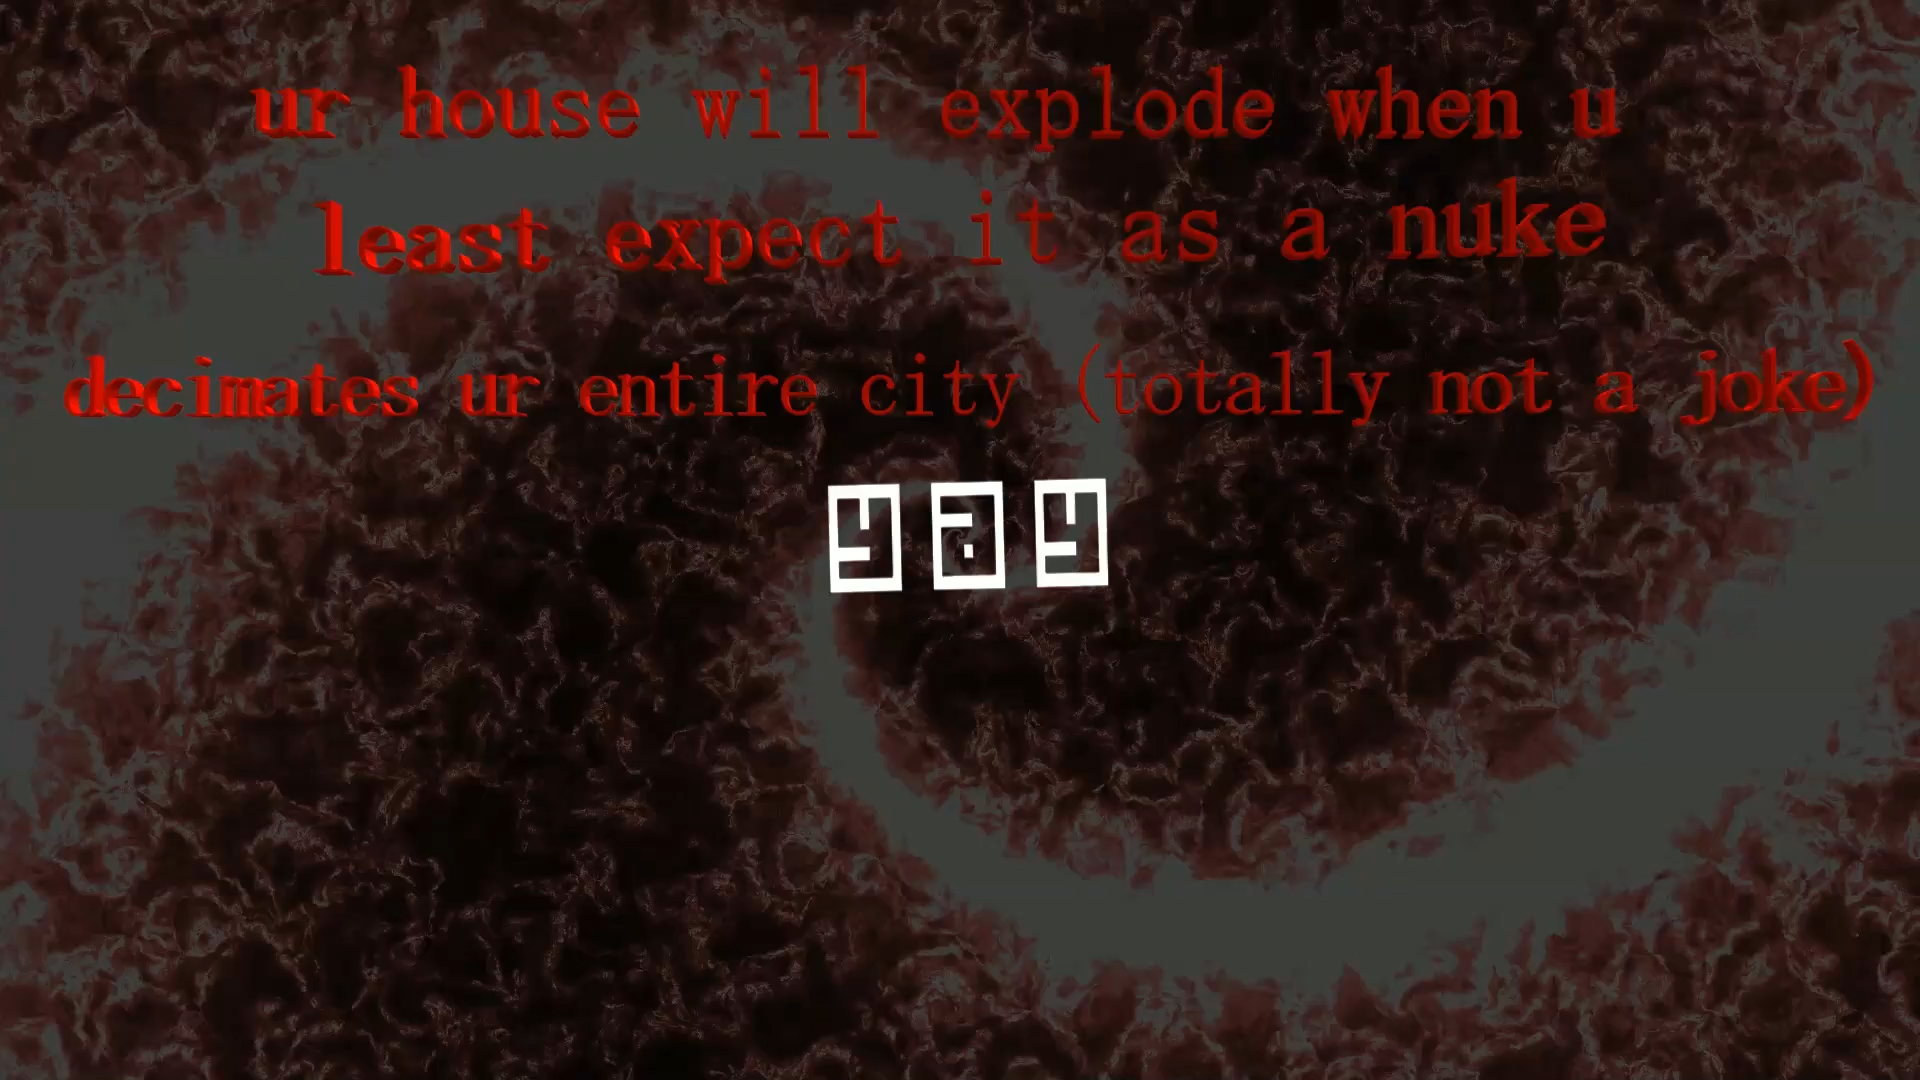 ur house will explode when u
least expect it as a nuke
decimates ur entire city (totally not a joke)
yay